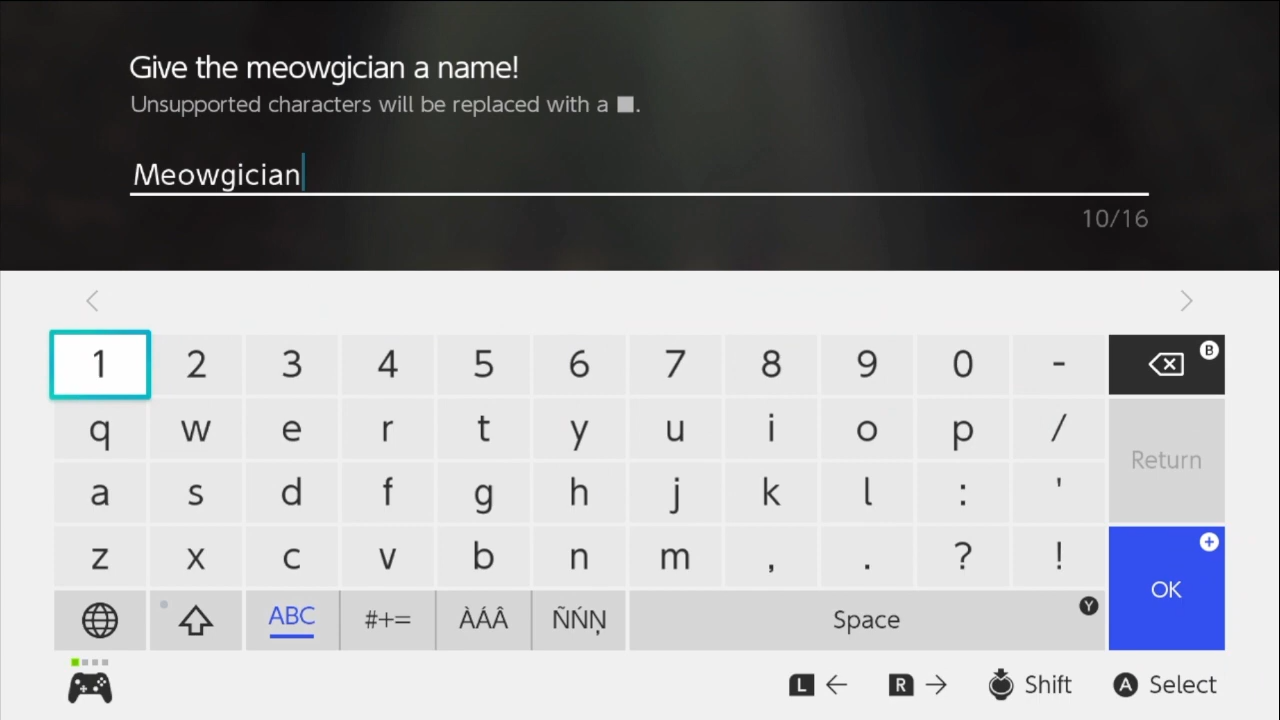 Give the meowgician a name!
Unsupported characters will be replaced with a ■.
Meowgician
10/16
1 2 3 4 5 6 7 8 9 0 - B
q w e r t y u i o p /
Return
a s d f g h j k l : '
z x c v b n m , . ? !
OK
ABC #+= ÀÁÂ ÑŃŅ Space Y
L ← R → Shift A Select